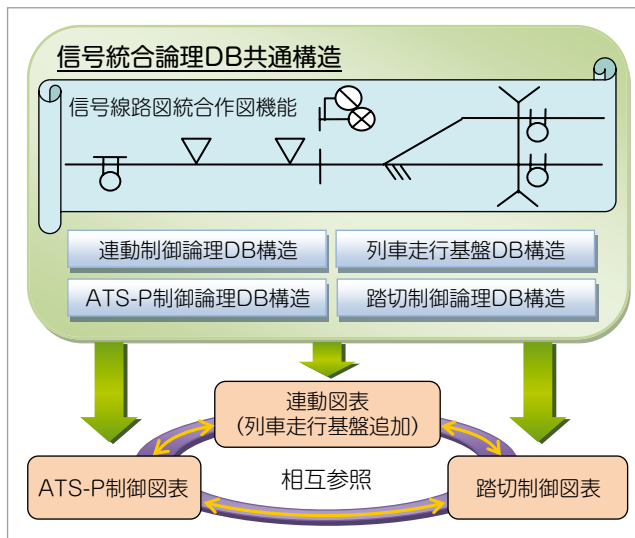 信号統合論理DB共通構造
信号線路図統合作図機能
連動制御論理DB構造
列車走行基盤DB構造
ATS-P制御論理DB構造
踏切制御論理DB構造
連動図表
(列車走行基盤追加)
ATS-P制御図表
相互参照
踏切制御図表